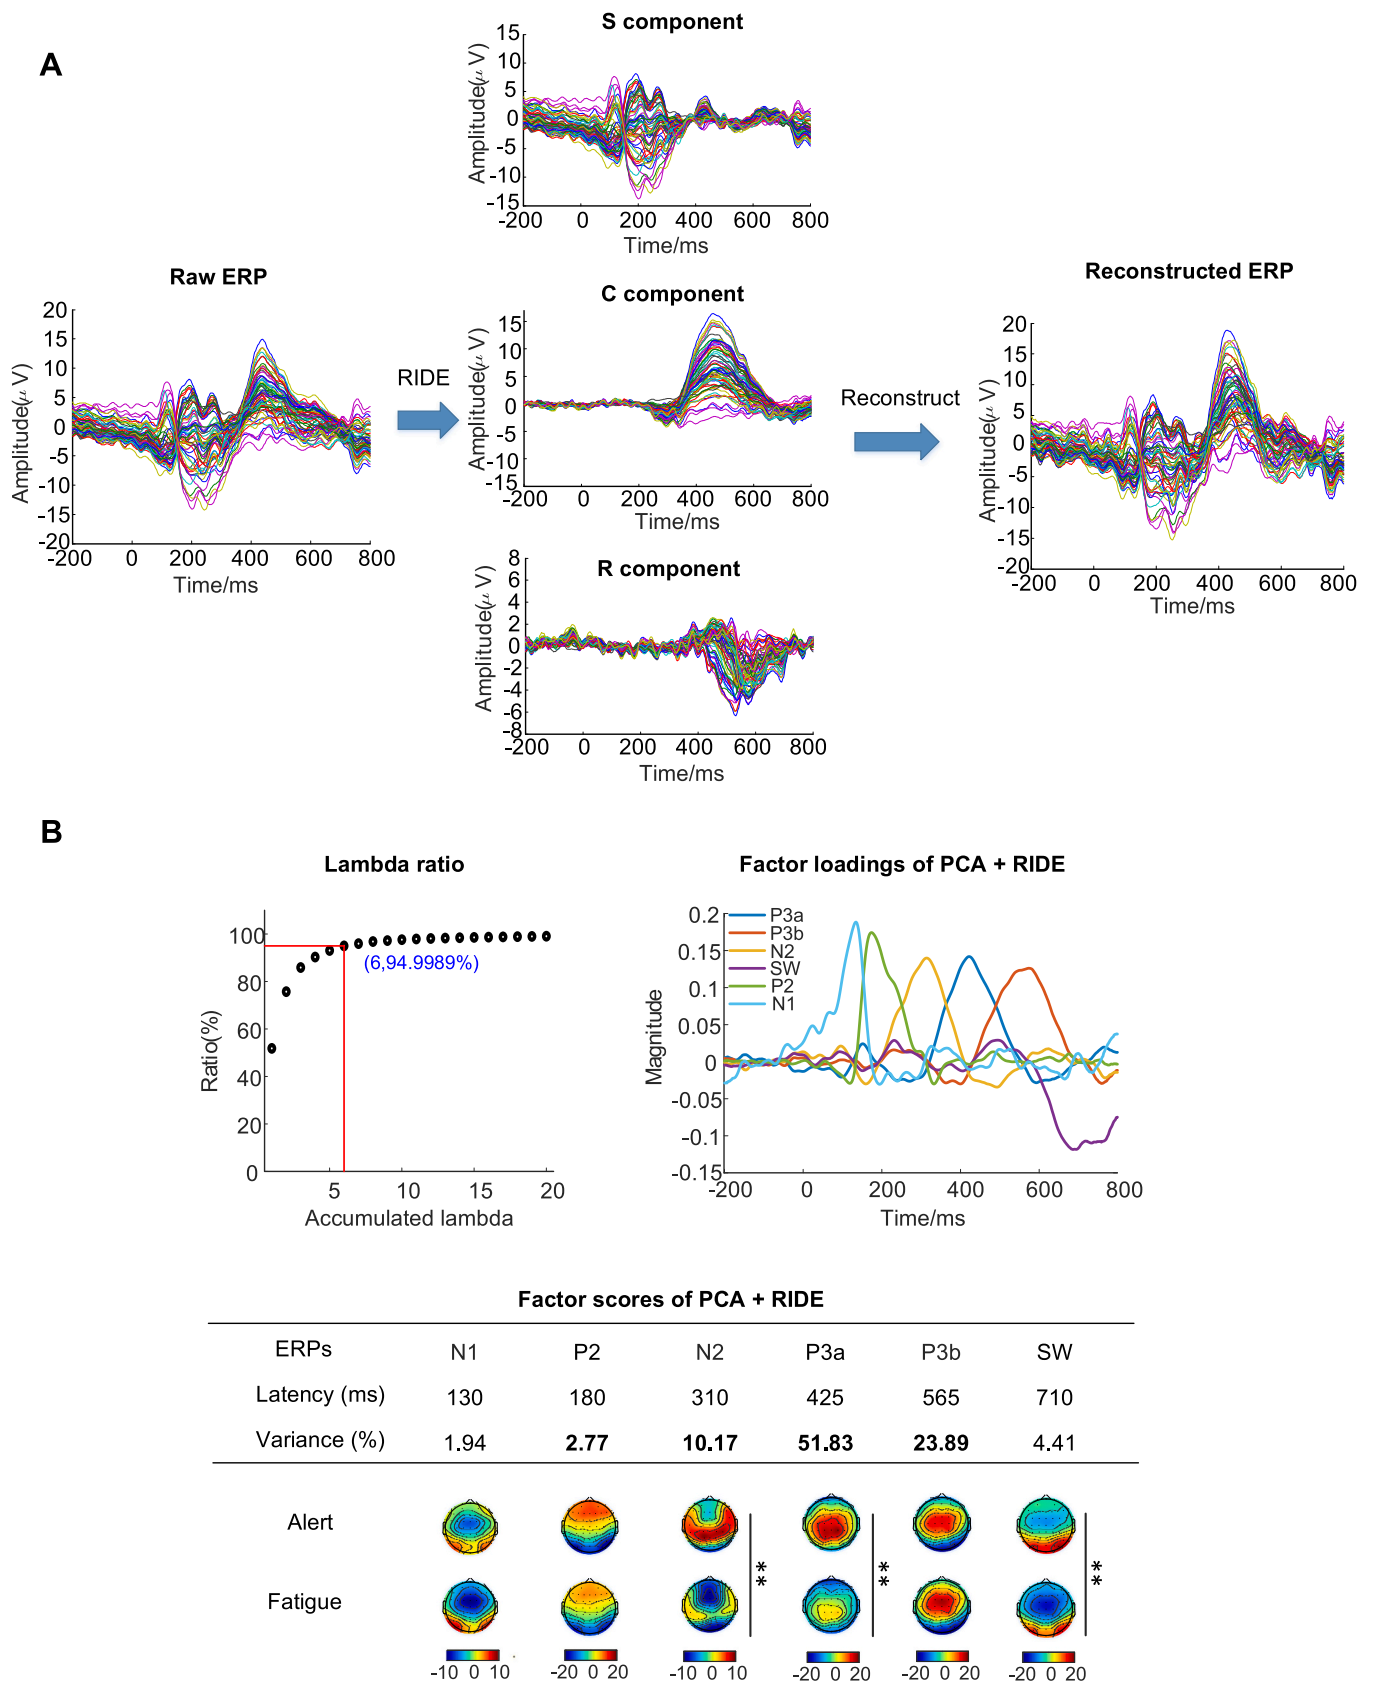 A
S component
Amplitude(μ V)
15
10
5
0
-5
-10
-15
-200 0 200 400 600 800
Time/ms
Raw ERP
Amplitude(μ V)
20
15
10
5
0
-5
-10
-15
-20
-200 0 200 400 600 800
Time/ms
RIDE
C component
Amplitude(μ V)
15
10
5
0
-5
-10
-15
-200 0 200 400 600 800
Time/ms
Reconstruct
R component
Amplitude(μ V)
8
6
4
2
0
-2
-4
-6
-8
-200 0 200 400 600 800
Time/ms
Reconstructed ERP
Amplitude(μ V)
20
15
10
5
0
-5
-10
-15
-20
-200 0 200 400 600 800
Time/ms
B
Lambda ratio
Ratio(%)
100
80
60
40
20
0
(6,94.9989%)
5 10 15 20
Accumulated lambda
Factor loadings of PCA + RIDE
Magnitude
0.2
0.15
0.1
0.05
0
-0.05
-0.1
-0.15
P3a
P3b
N2
SW
P2
N1
-200 0 200 400 600 800
Time/ms
Factor scores of PCA + RIDE
ERPs N1 P2 N2 P3a P3b SW
Latency (ms) 130 180 310 425 565 710
Variance (%) 1.94 2.77 10.17 51.83 23.89 4.41
Alert
** ** **
Fatigue
-10 0 10 -20 0 20 -10 0 10 -20 0 20 -20 0 20 -20 0 20